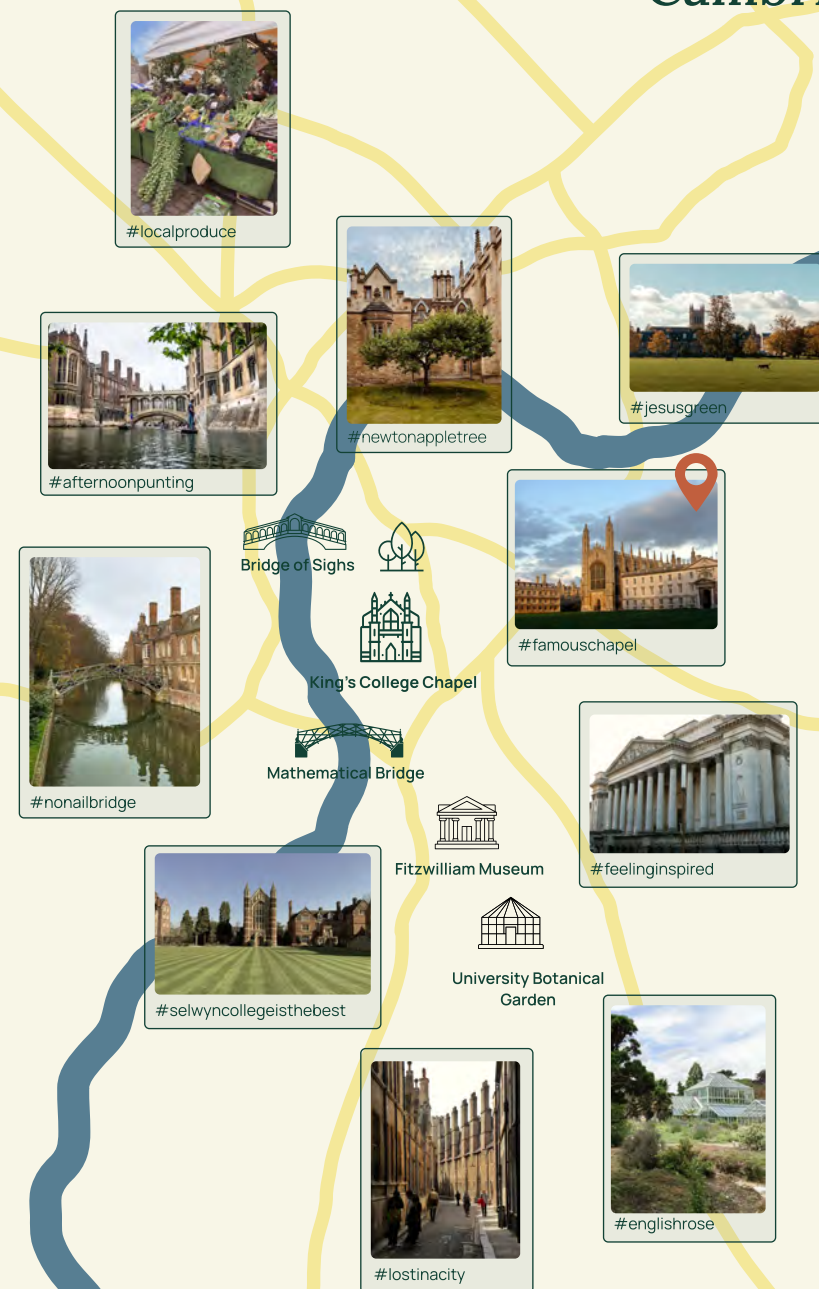 #localproduce
#newtonappletree
#jesusgreen
#afternoonpunting
Bridge of Sighs
#famouschapel
King's College Chapel
Mathematical Bridge
#nonailbridge
Fitzwilliam Museum
#feelinginspired
University Botanical
Garden
#selwyncollegeisthebest
#englishrose
#lostinacity